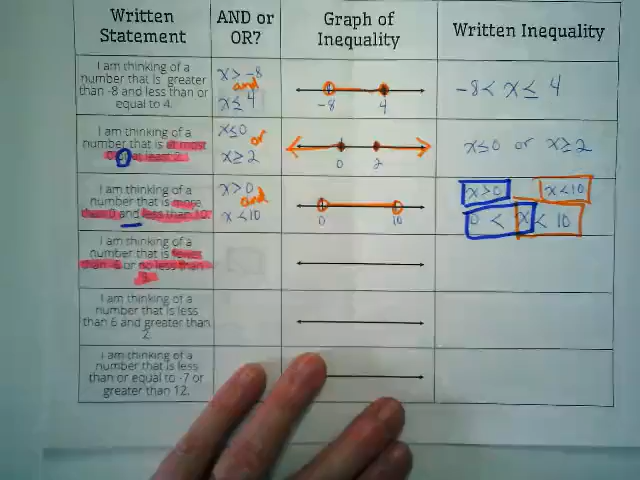 Written Statement
AND or OR?
Graph of Inequality
Written Inequality
I am thinking of a
number that is greater
than -8 and less than or
equal to 4.
x > -8
and
x ≤ 4
-8 4
-8 < x ≤ 4
I am thinking of a
number that is at most
0 or at least 2.
x ≤ 0
or
x ≥ 2
0 2
x ≤ 0 or x ≥ 2
I am thinking of a
number that is more
than 0 and less than 10.
x > 0
and
x < 10
0 10
x > 0 x < 10
0 < x < 10
I am thinking of a
number that is fewer
or no less than
9.
I am thinking of a
number that is less
than 6 and greater than
2.
I am thinking of a
number that is less
than or equal to -7 or
greater than 12.